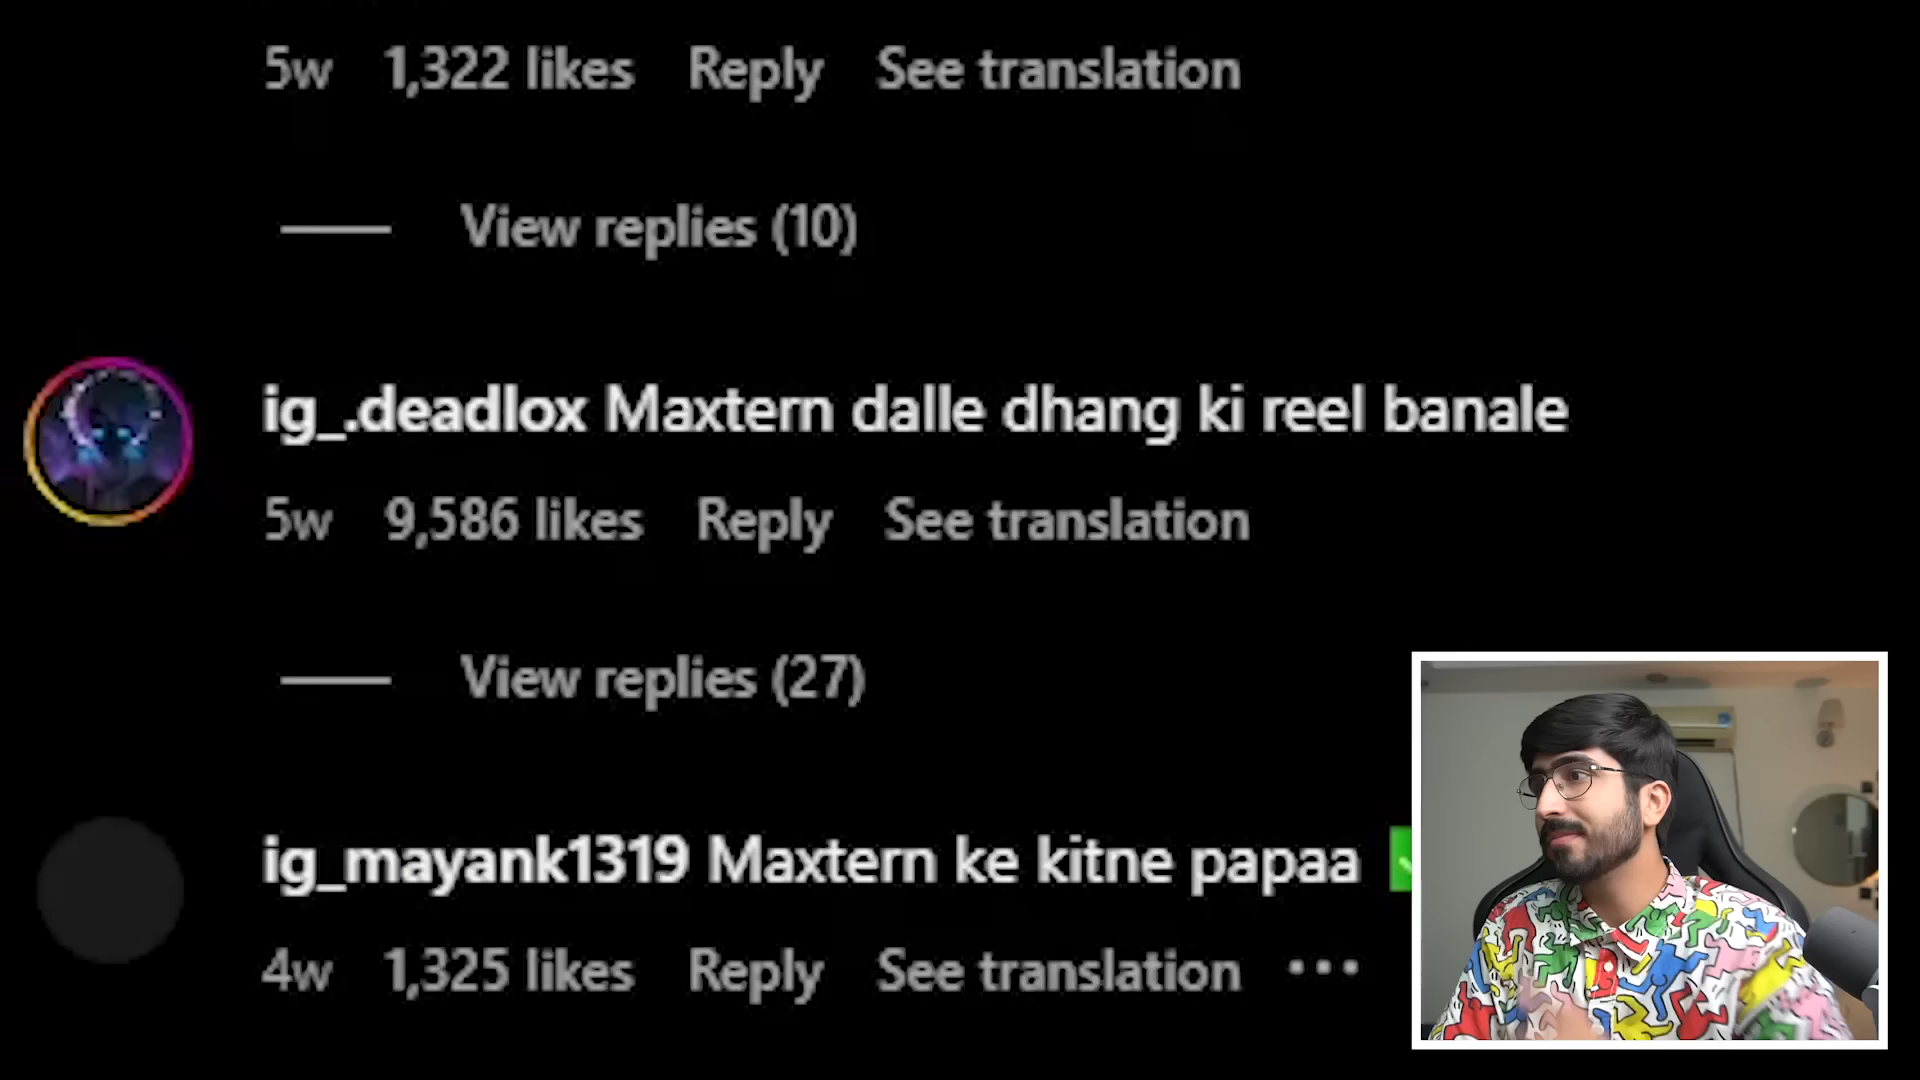 5w 1,322 likes Reply See translation
View replies (10)
ig_.deadlox Maxtern dalle dhang ki reel banale
5w 9,586 likes Reply See translation
View replies (27)
ig_mayank1319 Maxtern ke kitne papaa
4w 1,325 likes Reply See translation ...